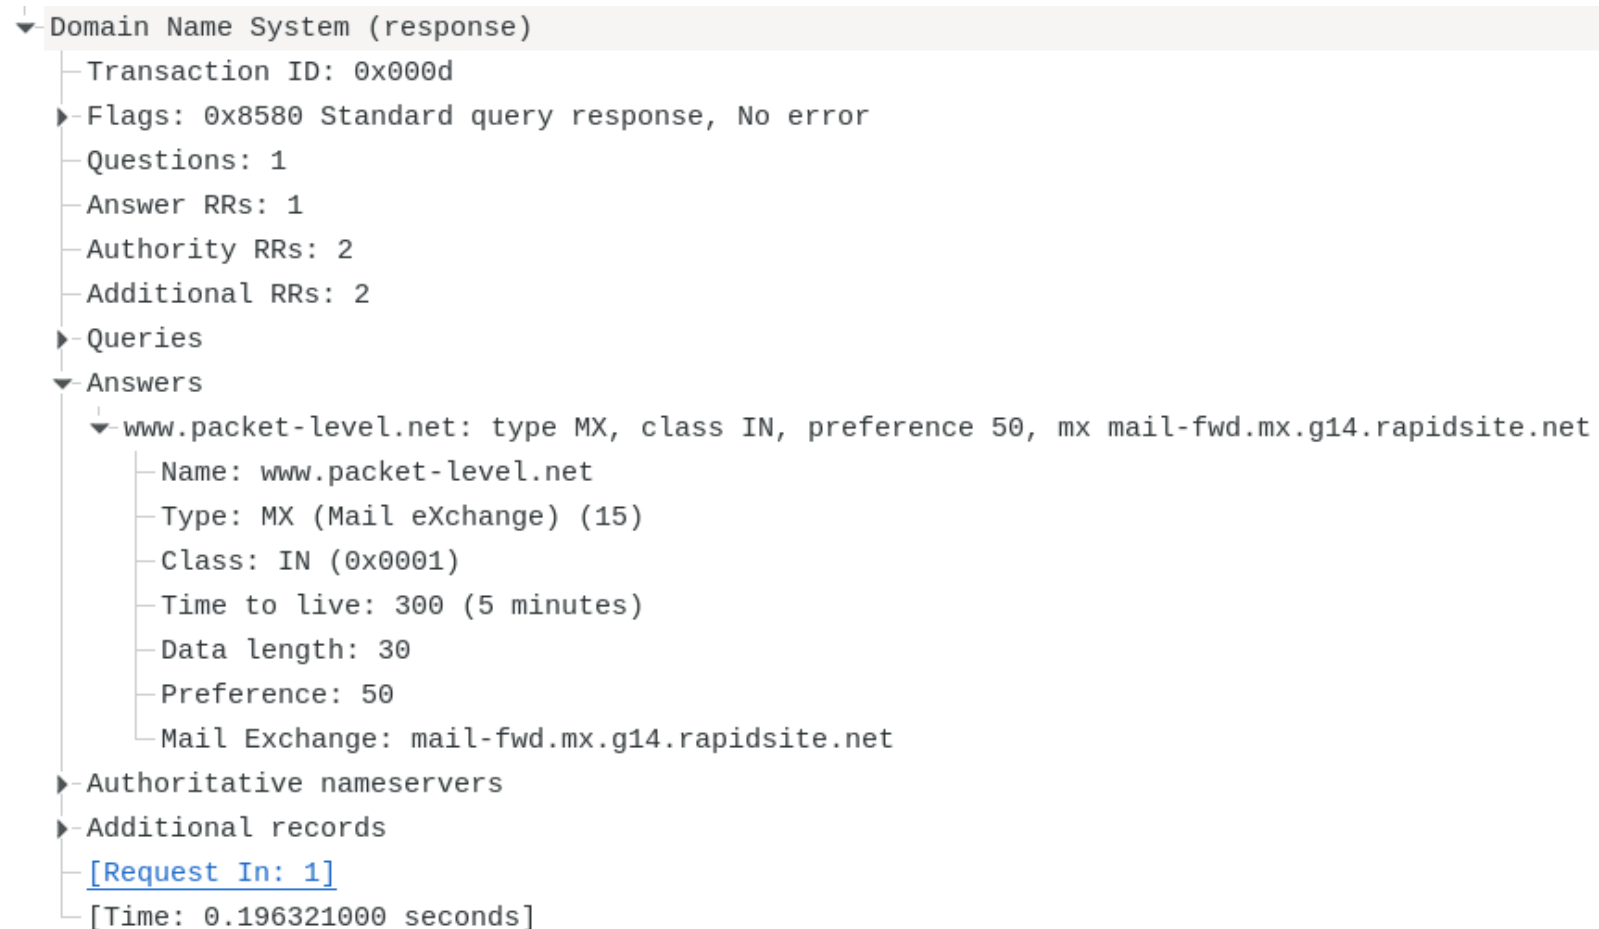 Domain Name System (response)
Transaction ID: 0x000d
Flags: 0x8580 Standard query response, No error
Questions: 1
Answer RRs: 1
Authority RRs: 2
Additional RRs: 2
Queries
Answers
www.packet-level.net: type MX, class IN, preference 50, mx mail-fwd.mx.g14.rapidsite.net
Name: www.packet-level.net
Type: MX (Mail eXchange) (15)
Class: IN (0x0001)
Time to live: 300 (5 minutes)
Data length: 30
Preference: 50
Mail Exchange: mail-fwd.mx.g14.rapidsite.net
Authoritative nameservers
Additional records
[Request In: 1]
[Time: 0.196321000 seconds]